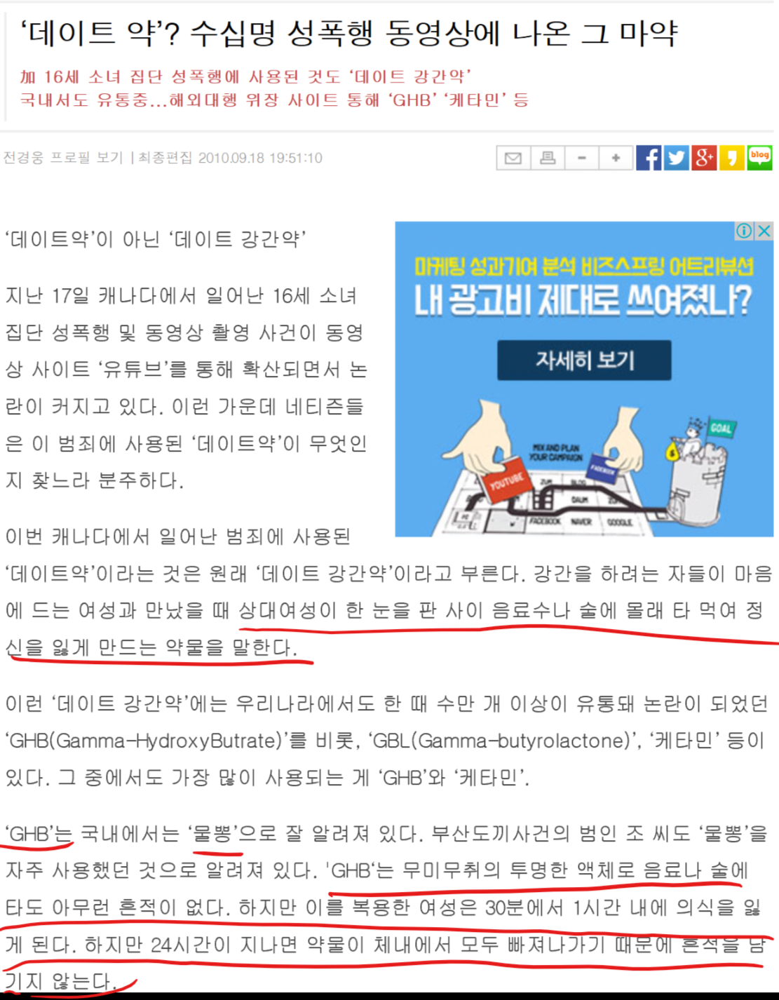 ‘데이트 약’? 수십명 성폭행 동영상에 나온 그 마약
加 16세 소녀 집단 성폭행에 사용된 것도 ‘데이트 강간약’
국내서도 유통중...해외대행 위장 사이트 통해 ‘GHB’ ‘케타민’ 등
전경웅 프로필 보기 | 최종편집 2010.09.18 19:51:10
blog
‘데이트약’이 아닌 ‘데이트 강간약’
지난 17일 캐나다에서 일어난 16세 소녀
집단 성폭행 및 동영상 촬영 사건이 동영
상 사이트 ‘유튜브’를 통해 확산되면서 논
란이 커지고 있다. 이런 가운데 네티즌들
은 이 범죄에 사용된 ‘데이트약’이 무엇인
지 찾느라 분주하다.
마케팅 성과기여 분석 비즈스프링 어트리뷰션
내 광고비 제대로 쓰여졌나?
자세히 보기
GOAL
MIX AND PLAN
YOUR CAMPAIGN
YOUTUBE
FACEBOOK
ZUM
BLOG
DAUM
FACEBOOK
NAVER
GOOGLE
이번 캐나다에서 일어난 범죄에 사용된
‘데이트약’이라는 것은 원래 ‘데이트 강간약’이라고 부른다. 강간을 하려는 자들이 마음
에 드는 여성과 만났을 때 상대여성이 한 눈을 판 사이 음료수나 술에 몰래 타 먹여 정
신을 잃게 만드는 약물을 말한다.
이런 ‘데이트 강간약’에는 우리나라에서도 한 때 수만 개 이상이 유통돼 논란이 되었던
‘GHB(Gamma-HydroxyButrate)’를 비롯, ‘GBL(Gamma-butyrolactone)’, ‘케타민’ 등이
있다. 그 중에서도 가장 많이 사용되는 게 ‘GHB’와 ‘케타민’.
‘GHB’는 국내에서는 ‘물뽕’으로 잘 알려져 있다. 부산도끼사건의 범인 조 씨도 ‘물뽕’을
자주 사용했던 것으로 알려져 있다. 'GHB‘는 무미무취의 투명한 액체로 음료나 술에
타도 아무런 흔적이 없다. 하지만 이를 복용한 여성은 30분에서 1시간 내에 의식을 잃
게 된다. 하지만 24시간이 지나면 약물이 체내에서 모두 빠져나가기 때문에 흔적을 남
기지 않는다.